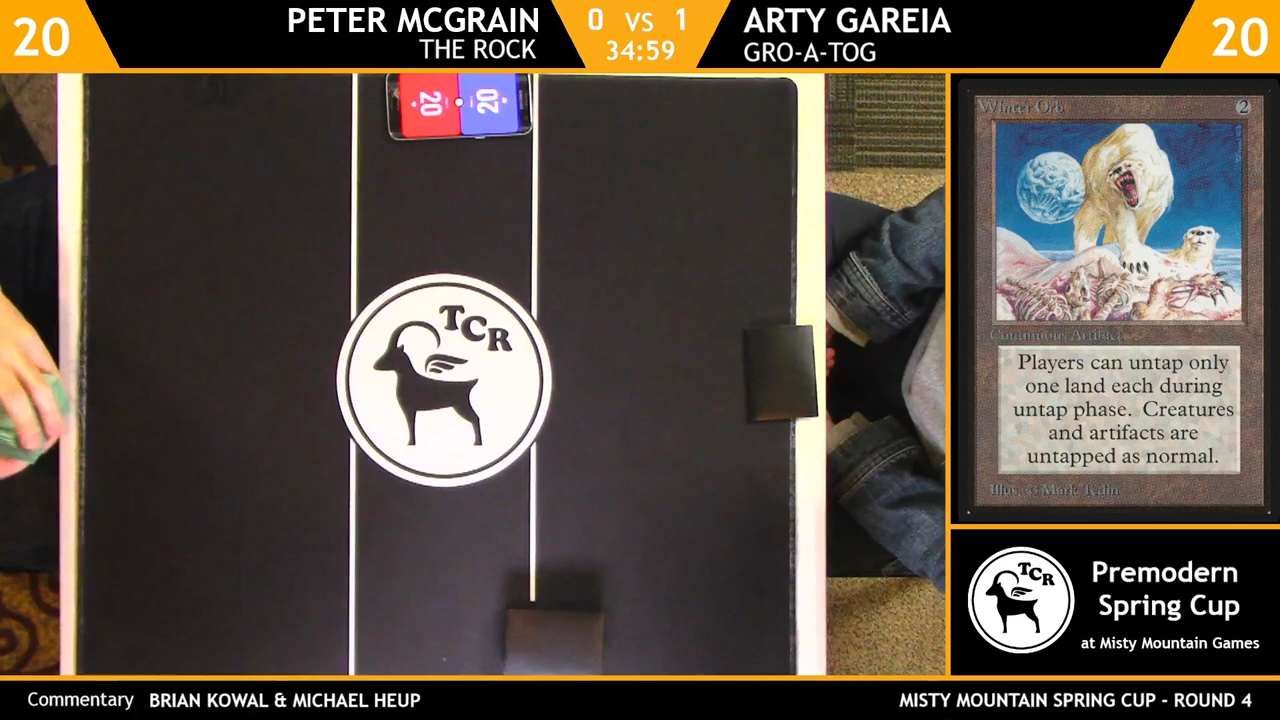 20
PETER MCGRAIN
THE ROCK
0 VS 1
34:59
ARTY GAREIA
GRO-A-TOG
20
20
20
TCR
Winter Orb 2
Continuous Artifact
Players can untap only
one land each during
untap phase. Creatures
and artifacts are
untapped as normal.
Illus. © Mark Tedin
TCR
Premodern
Spring Cup
at Misty Mountain Games
Commentary BRIAN KOWAL & MICHAEL HEUP
MISTY MOUNTAIN SPRING CUP - ROUND 4